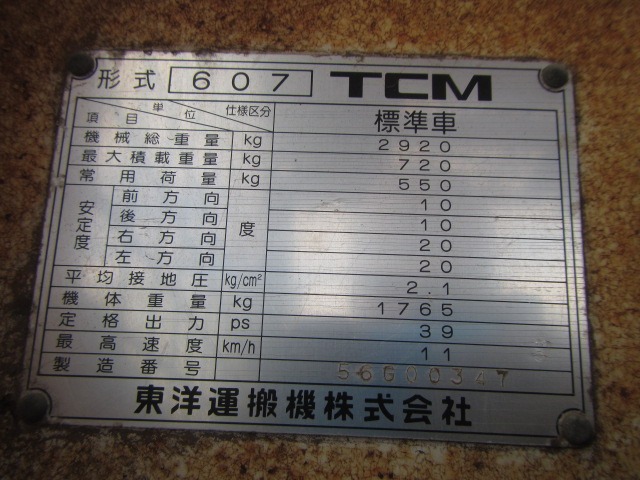 形式 607 TCM
項目 単位 仕様区分 標準車
機械総重量 kg 2920
最大積載重量 kg 720
常用荷重 kg 550
安定度 前方向 度 10
後方向 10
右方向 20
左方向 20
平均接地圧 kg/cm² 2.1
機体重量 kg 1765
定格出力 ps 39
最高速度 km/h 11
製造番号 56600347
東洋運搬機株式会社